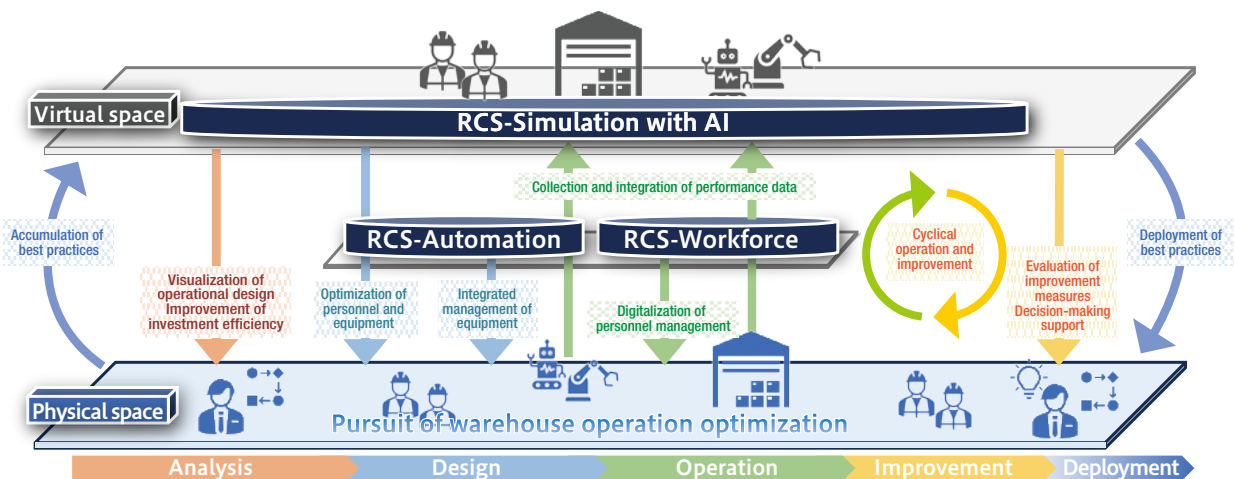 Virtual space
RCS-Simulation with AI
Collection and integration of performance data
RCS-Automation
RCS-Workforce
Accumulation of
best practices
Visualization of
operational design
Improvement of
investment efficiency
Optimization of
personnel and
equipment
Integrated
management of
equipment
Digitalization of
personnel management
Cyclical
operation and
improvement
Evaluation of
improvement
measures
Decision-making
support
Deployment of
best practices
Physical space
Pursuit of warehouse operation optimization
Analysis
Design
Operation
Improvement
Deployment